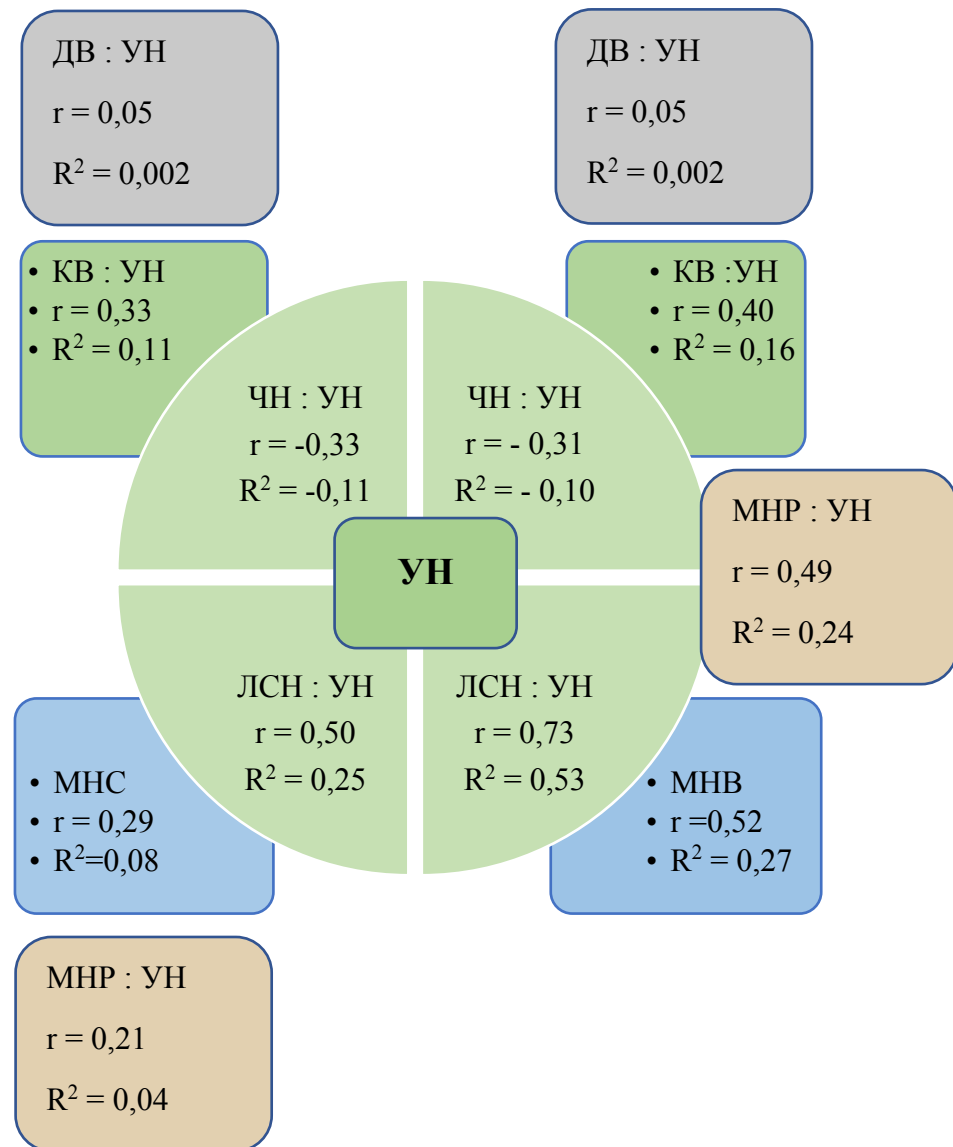 ДВ : УН
r = 0,05
R² = 0,002
ДВ : УН
r = 0,05
R² = 0,002
• КВ : УН
• r = 0,33
• R² = 0,11
• КВ :УН
• r = 0,40
• R² = 0,16
ЧН : УН
r = -0,33
R² = -0,11
ЧН : УН
r = - 0,31
R² = - 0,10
МНР : УН
r = 0,49
R² = 0,24
УН
ЛСН : УН
r = 0,50
R² = 0,25
ЛСН : УН
r = 0,73
R² = 0,53
• МНС
• r = 0,29
• R²=0,08
• МНВ
• r =0,52
• R² = 0,27
МНР : УН
r = 0,21
R² = 0,04